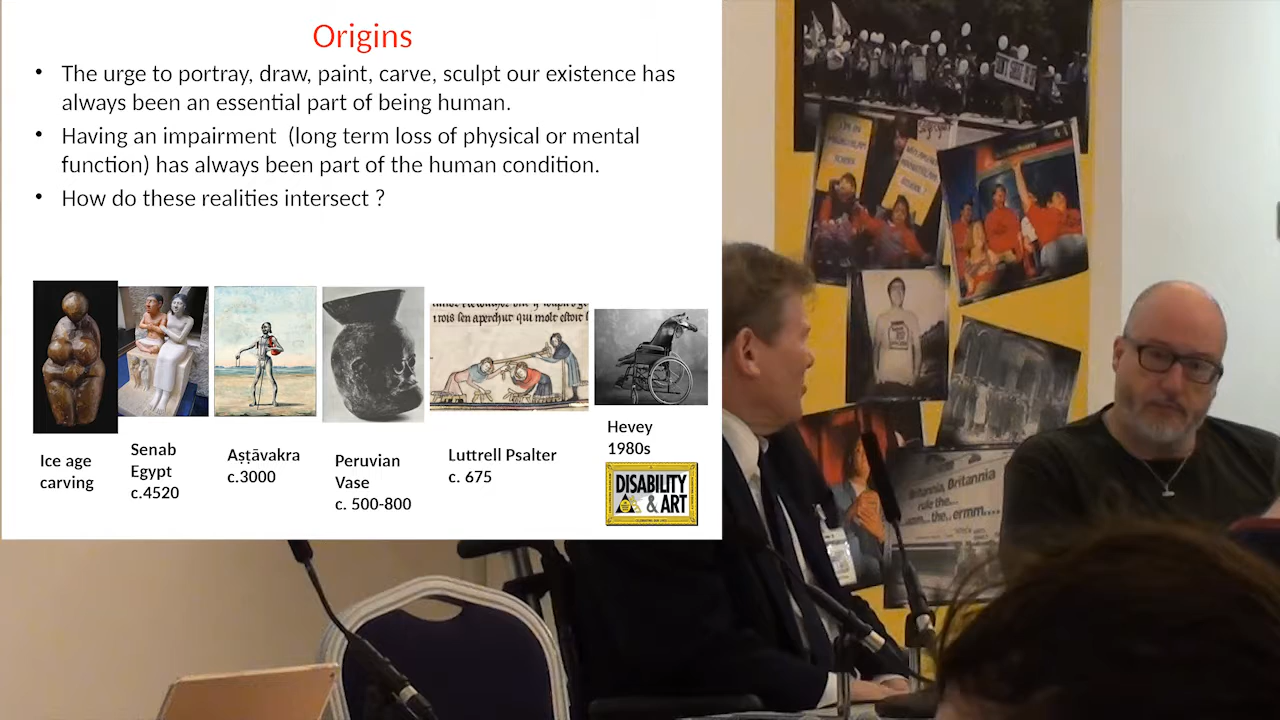 Origins
• The urge to portray, draw, paint, carve, sculpt our existence has
always been an essential part of being human.
• Having an impairment (long term loss of physical or mental
function) has always been part of the human condition.
• How do these realities intersect ?
Ice age
carving
Senab
Egypt
c.4520
Aṣṭāvakra
c.3000
Peruvian
Vase
c. 500-800
Luttrell Psalter
c. 675
Hevey
1980s
DISABILITY
& ART
Britannia, Britannia
rule the...
...the.. ermm....